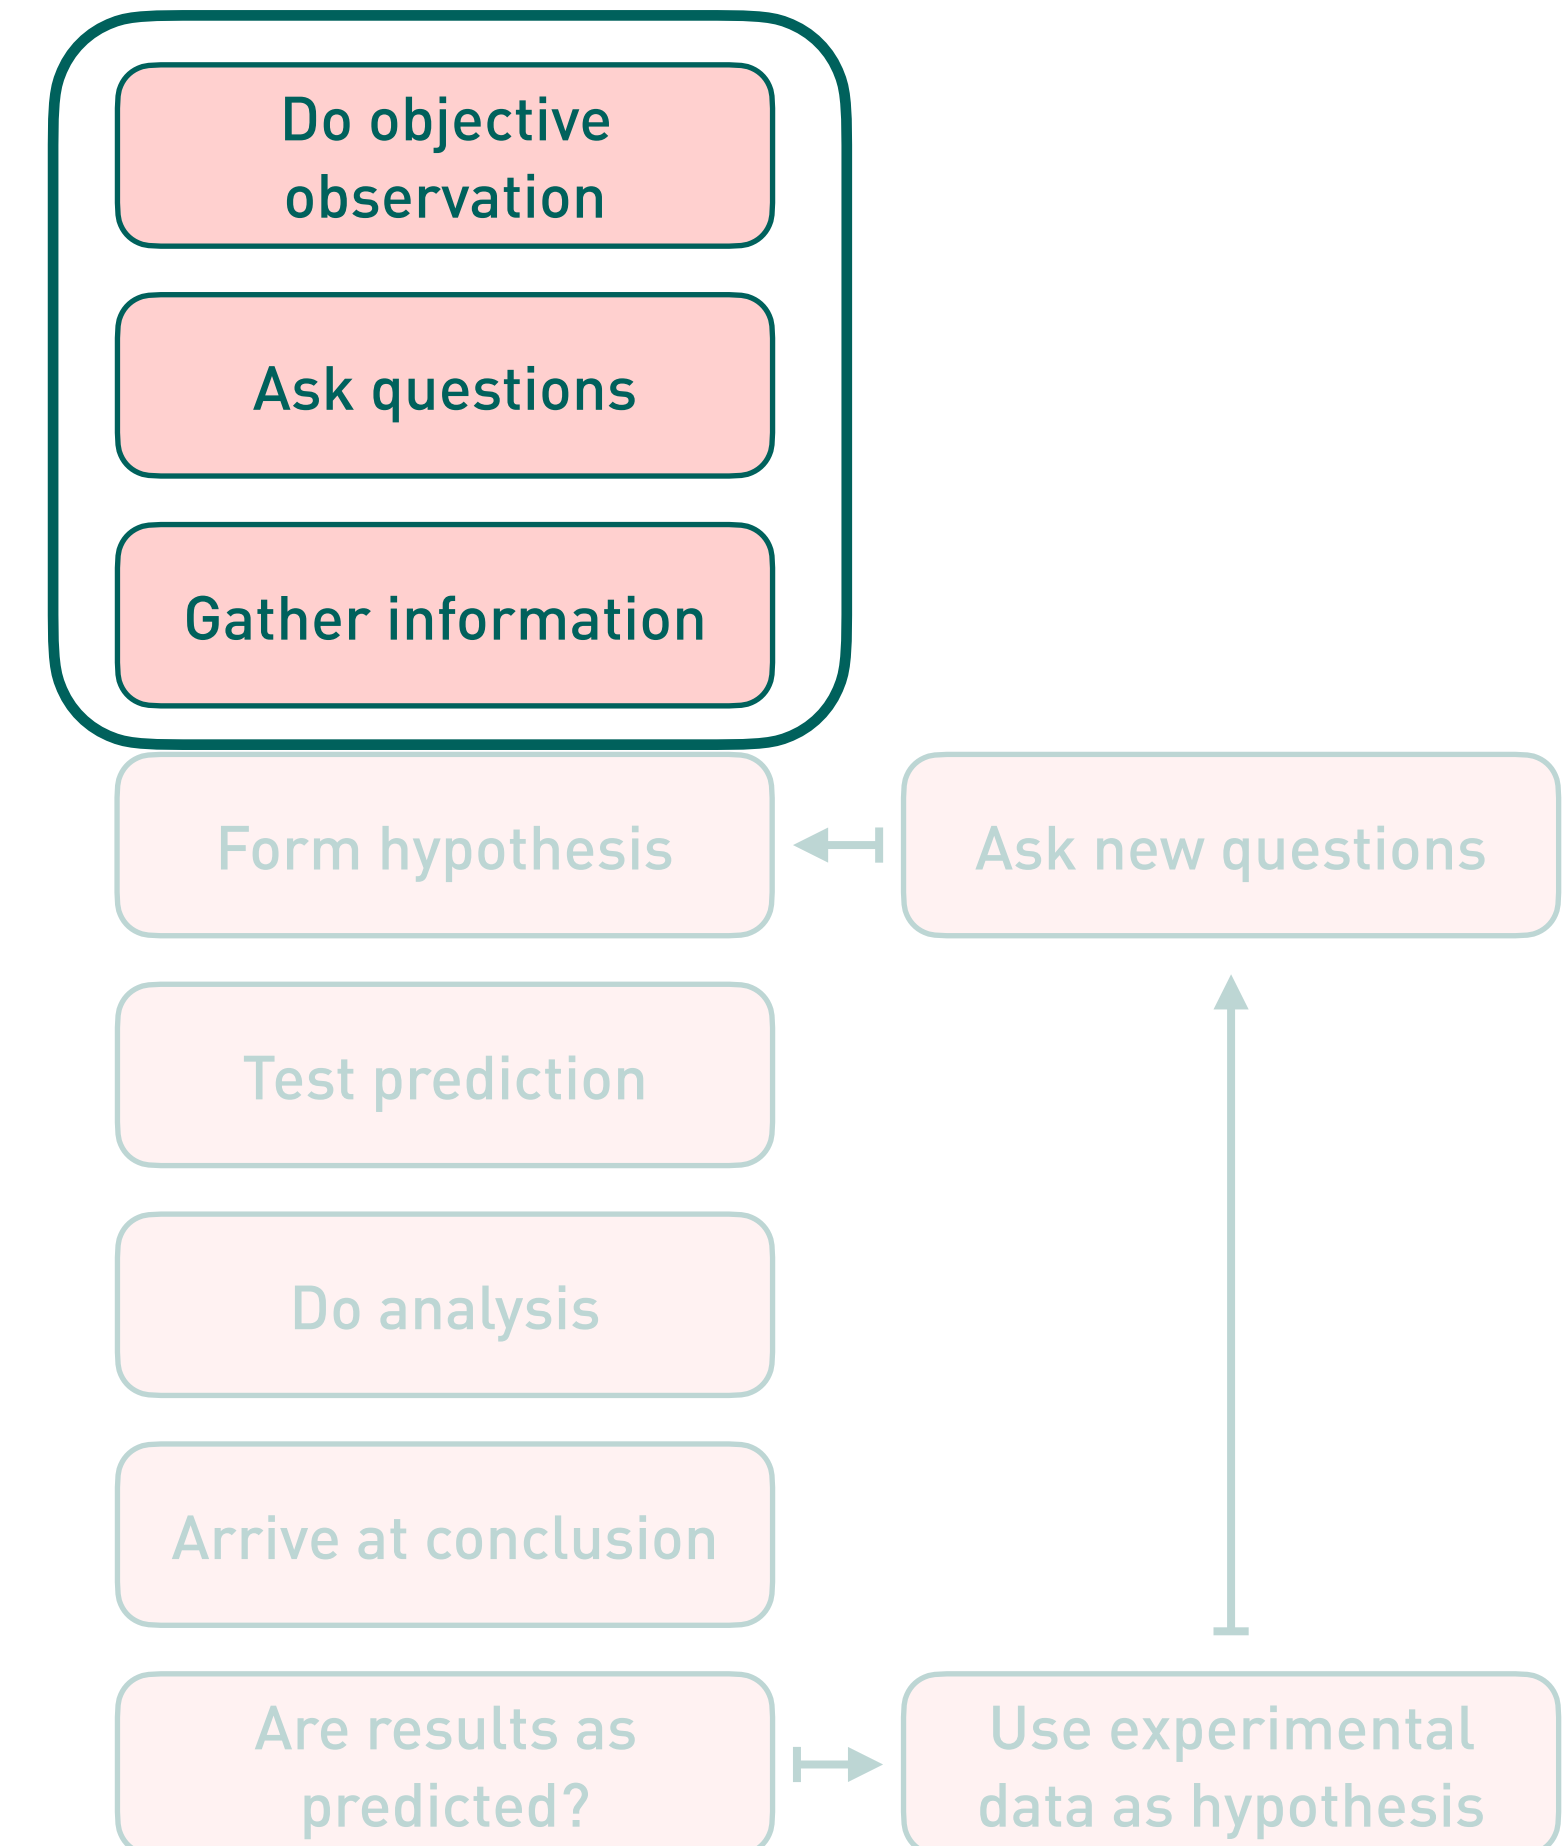 Do objective
observation
Ask questions
Gather information
Form hypothesis
Ask new questions
Test prediction
Do analysis
Arrive at conclusion
Are results as
predicted?
Use experimental
data as hypothesis